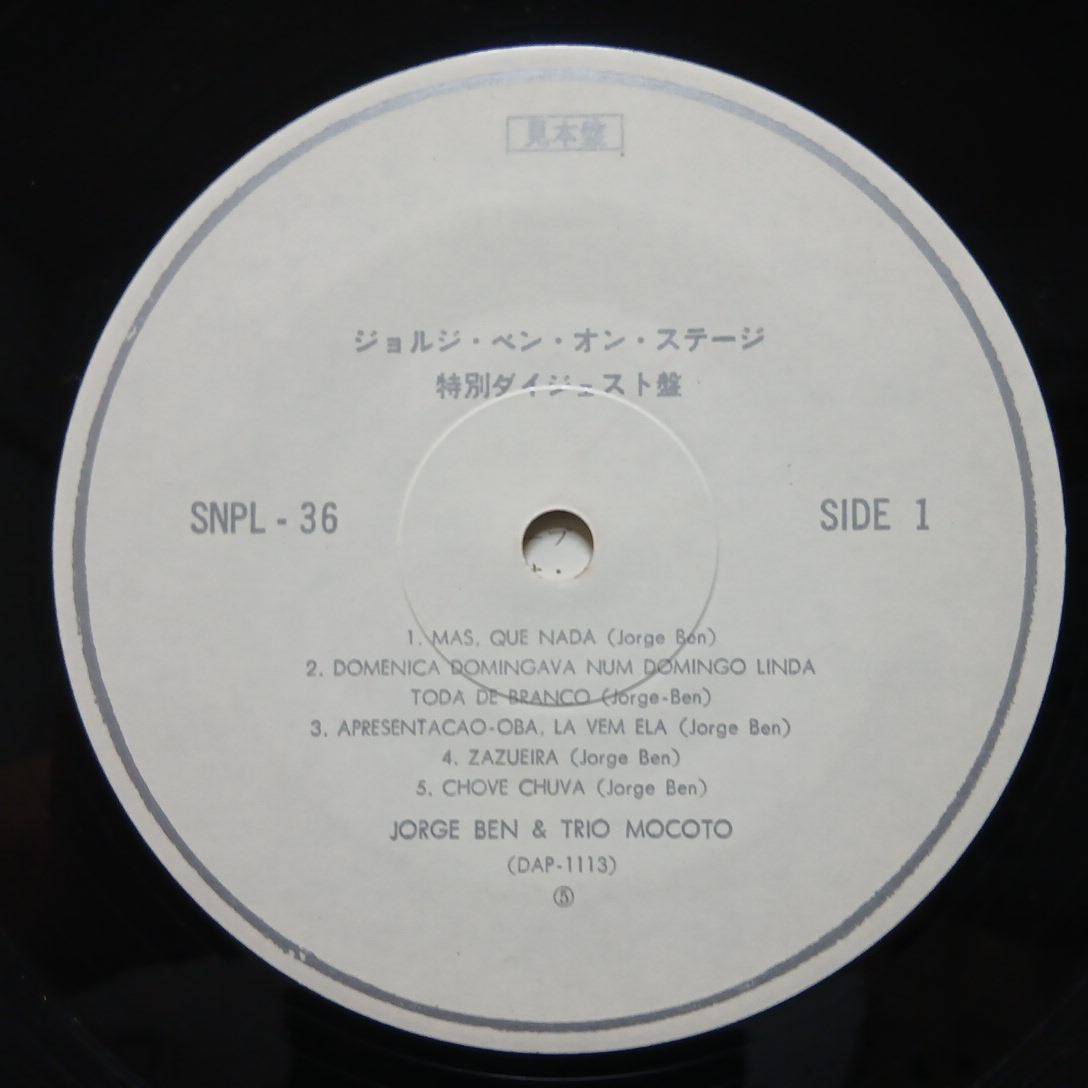 見本盤
ジョルジ・ベン・オン・ステージ
特別ダイジェスト盤
SNPL - 36
SIDE 1
1. MAS, QUE NADA (Jorge Ben)
2. DOMENICA DOMINGAVA NUM DOMINGO LINDA
TODA DE BRANCO (Jorge-Ben)
3. APRESENTACAO-OBA, LA VEM ELA (Jorge Ben)
4. ZAZUEIRA (Jorge Ben)
5. CHOVE CHUVA (Jorge Ben)
JORGE BEN & TRIO MOCOTO
(DAP-1113)
⑤